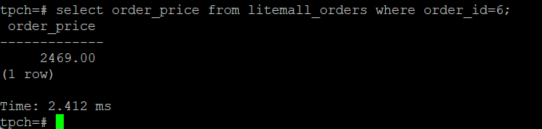 tpch=# select order_price from litemall_orders where order_id=6;
 order_price
-------------
     2469.00
(1 row)

Time: 2.412 ms
tpch=#